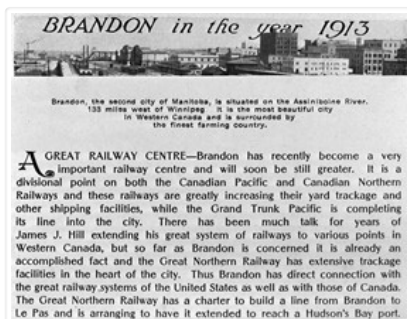 BRANDON in the year 1913
Brandon, the second city of Manitoba, is situated on the Assiniboine River.
133 miles west of Winnipeg. It is the most beautiful city
in Western Canada and is surrounded by
the finest farming country.
A GREAT RAILWAY CENTRE—Brandon has recently become a very
important railway centre and will soon be still greater. It is a
divisional point on both the Canadian Pacific and Canadian Northern
Railways and these railways are greatly increasing their yard trackage and
other shipping facilities, while the Grand Trunk Pacific is completing
its line into the city. There has been much talk for years of
James J. Hill extending his great system of railways to various points in
Western Canada, but so far as Brandon is concerned it is already an
accomplished fact and the Great Northern Railway has extensive trackage
facilities in the heart of the city. Thus Brandon has direct connection with
the great railway systems of the United States as well as with those of Canada.
The Great Northern Railway has a charter to build a line from Brandon to
Le Pas and is arranging to have it extended to reach a Hudson's Bay port.